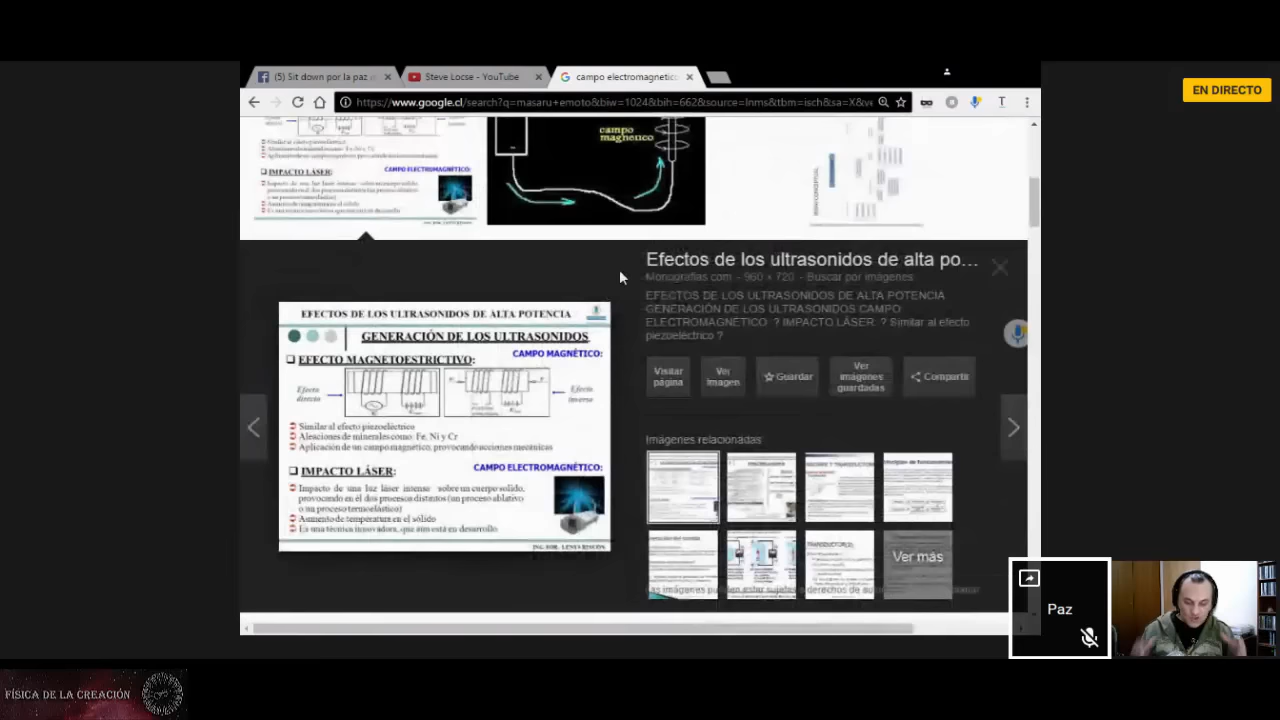 (5) Sit down por la paz
Steve Locse - YouTube
campo electromagnetic
EN DIRECTO
https://www.google.cl/search?q=masaru+emoto&biw=1024&bih=662&source=lnms&tbm=isch&sa=X&ve
IMPACTO LÁSER:
CAMPO ELECTROMAGNÉTICO:
campo
magnetico
Efectos de los ultrasonidos de alta po...
Monografias.com - 960 × 720 - Buscar por imágenes
EFECTOS DE LOS ULTRASONIDOS DE ALTA POTENCIA
GENERACIÓN DE LOS ULTRASONIDOS CAMPO
ELECTROMAGNÉTICO ? IMPACTO LÁSER ? Similar al efecto
piezoeléctrico ?
Visitar página
Ver imagen
Guardar
Ver imágenes guardadas
Compartir
Imágenes relacionadas
Ver más
EFECTOS DE LOS ULTRASONIDOS DE ALTA POTENCIA
GENERACIÓN DE LOS ULTRASONIDOS
CAMPO MAGNÉTICO:
EFECTO MAGNETOESTRICTIVO:
Efecto directo
Efecto inverso
Similar al efecto piezoeléctrico
Aleaciones de minerales como: Fe, Ni y Cr
Aplicación de un campo magnético, provocando acciones mecánicas
CAMPO ELECTROMAGNÉTICO:
IMPACTO LÁSER:
Impacto de una luz láser intensa sobre un cuerpo solido,
provocando en él dos procesos distintos (un proceso ablativo
o un proceso termoelástico)
Aumento de temperatura en el sólido
Es una técnica innovadora, que aún está en desarrollo
Paz
FÍSICA DE LA CREACIÓN